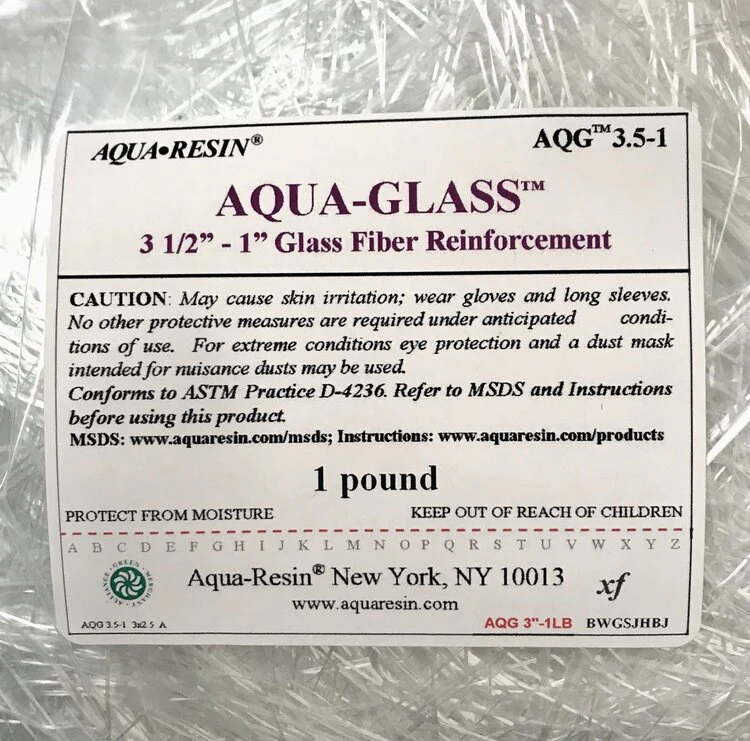 AQUA•RESIN® AQG™3.5-1
AQUA-GLASS™
3 1/2” - 1” Glass Fiber Reinforcement
CAUTION: May cause skin irritation; wear gloves and long sleeves.
No other protective measures are required under anticipated condi-
tions of use. For extreme conditions eye protection and a dust mask
intended for nuisance dusts may be used.
Conforms to ASTM Practice D-4236. Refer to MSDS and Instructions
before using this product.
MSDS: www.aquaresin.com/msds; Instructions: www.aquaresin.com/products
1 pound
PROTECT FROM MOISTURE KEEP OUT OF REACH OF CHILDREN
A B C D E F G H I J K L M N O P Q R S T U V W X Y Z
GREEN · MERCHANT · ALLIANCE
Aqua-Resin® New York, NY 10013 xf
www.aquaresin.com
AQG 3.5-1 3x2.5 A AQG 3"-1LB BWGSJHBJ